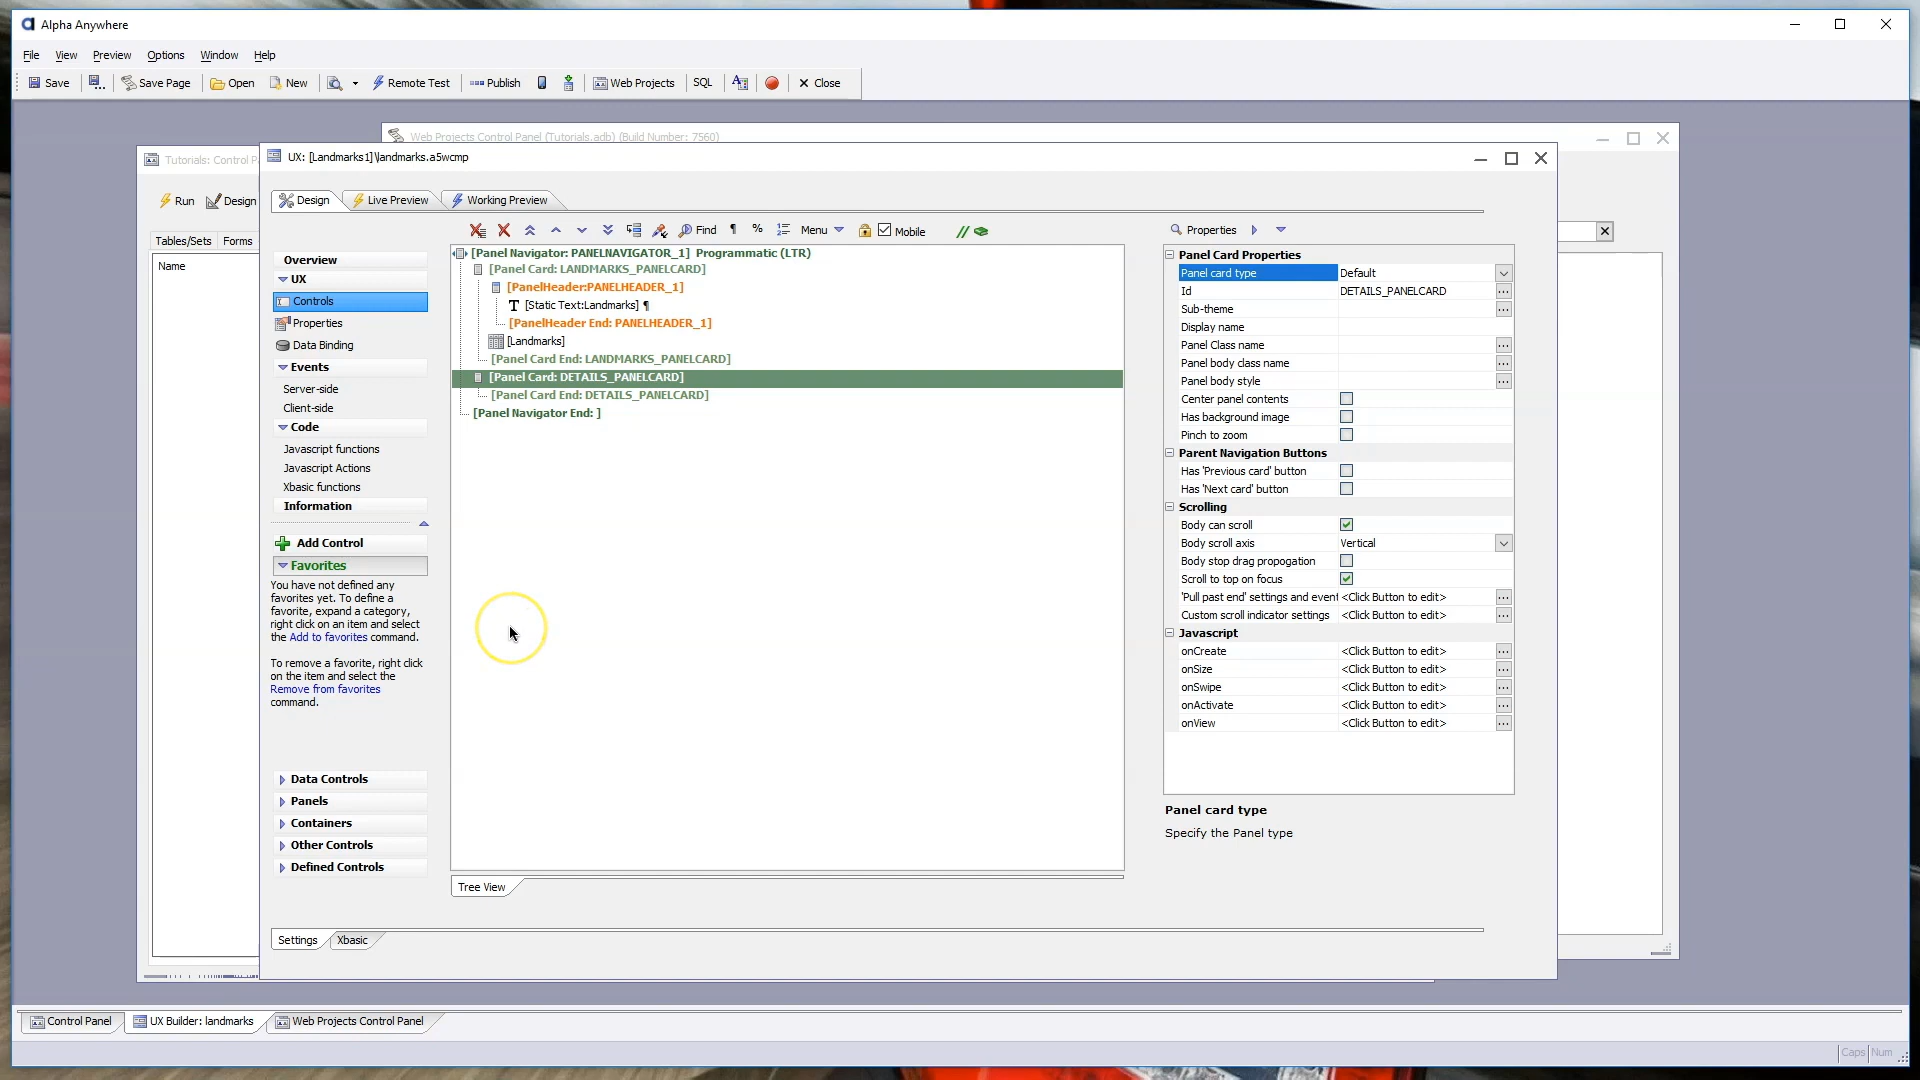 Alpha Anywhere
File View Preview Options Window Help
Save Save Page Open New Remote Test Publish Web Projects SQL Close
Web Projects Control Panel (Tutorials.adb) (Build Number: 7560)
Tutorials: Control P
UX: [Landmarks1]\landmarks.a5wcmp
Run Design
Design Live Preview Working Preview
Tables/Sets Forms
Name
Find ¶ % Menu Mobile //
Properties
Overview
UX
Controls
Properties
Data Binding
Events
Server-side
Client-side
Code
Javascript functions
Javascript Actions
Xbasic functions
Information
Add Control
Favorites
You have not defined any
favorites yet. To define a
favorite, expand a category,
right click on an item and select
the Add to favorites command.
To remove a favorite, right click
on the item and select the
Remove from favorites
command.
Data Controls
Panels
Containers
Other Controls
Defined Controls
[Panel Navigator: PANELNAVIGATOR_1] Programmatic (LTR)
[Panel Card: LANDMARKS_PANELCARD]
[PanelHeader:PANELHEADER_1]
T [Static Text:Landmarks] ¶
[PanelHeader End: PANELHEADER_1]
[Landmarks]
[Panel Card End: LANDMARKS_PANELCARD]
[Panel Card: DETAILS_PANELCARD]
[Panel Card End: DETAILS_PANELCARD]
[Panel Navigator End: ]
Tree View
Panel Card Properties
Panel card type Default
Id DETAILS_PANELCARD
Sub-theme
Display name
Panel Class name
Panel body class name
Panel body style
Center panel contents
Has background image
Pinch to zoom
Parent Navigation Buttons
Has 'Previous card' button
Has 'Next card' button
Scrolling
Body can scroll
Body scroll axis Vertical
Body stop drag propogation
Scroll to top on focus
'Pull past end' settings and event <Click Button to edit>
Custom scroll indicator settings <Click Button to edit>
Javascript
onCreate <Click Button to edit>
onSize <Click Button to edit>
onSwipe <Click Button to edit>
onActivate <Click Button to edit>
onView <Click Button to edit>
Panel card type
Specify the Panel type
Settings Xbasic
Control Panel UX Builder: landmarks Web Projects Control Panel
Caps Num